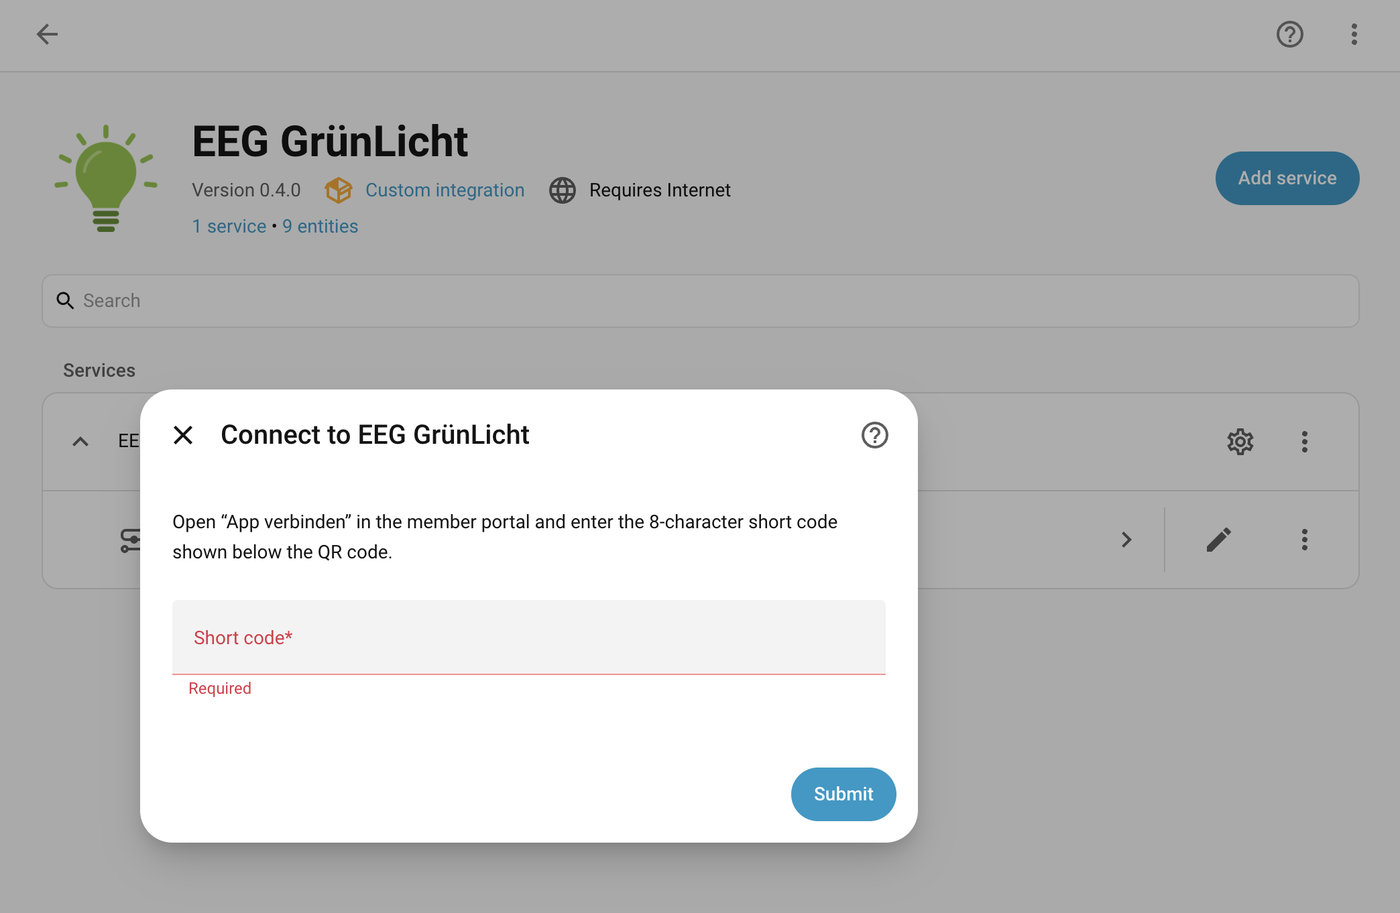 EEG GrünLicht
Version 0.4.0 Custom integration Requires Internet
1 service • 9 entities
Add service
Search
Services
EE
Connect to EEG GrünLicht
Open “App verbinden” in the member portal and enter the 8-character short code
shown below the QR code.
Short code*
Required
Submit